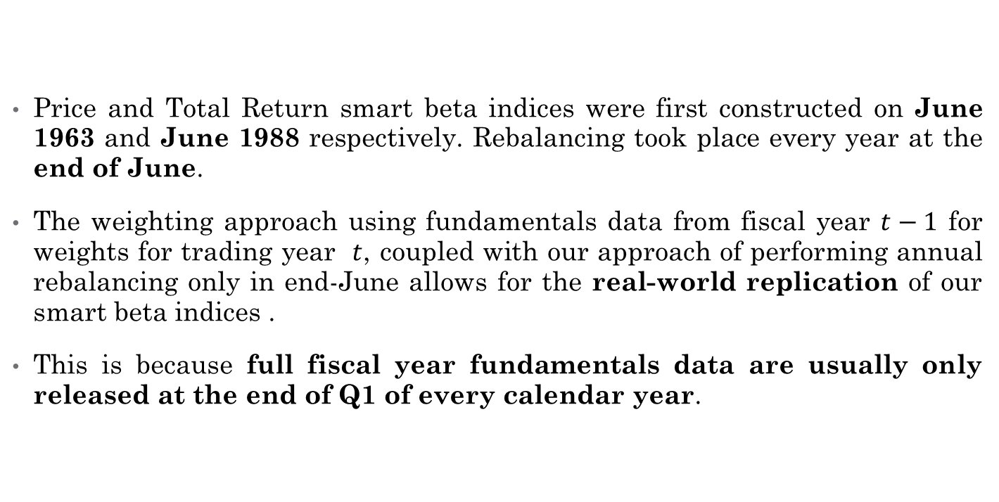 • Price and Total Return smart beta indices were first constructed on June
1963 and June 1988 respectively. Rebalancing took place every year at the
end of June.
• The weighting approach using fundamentals data from fiscal year t − 1 for
weights for trading year t, coupled with our approach of performing annual
rebalancing only in end-June allows for the real-world replication of our
smart beta indices .
• This is because full fiscal year fundamentals data are usually only
released at the end of Q1 of every calendar year.